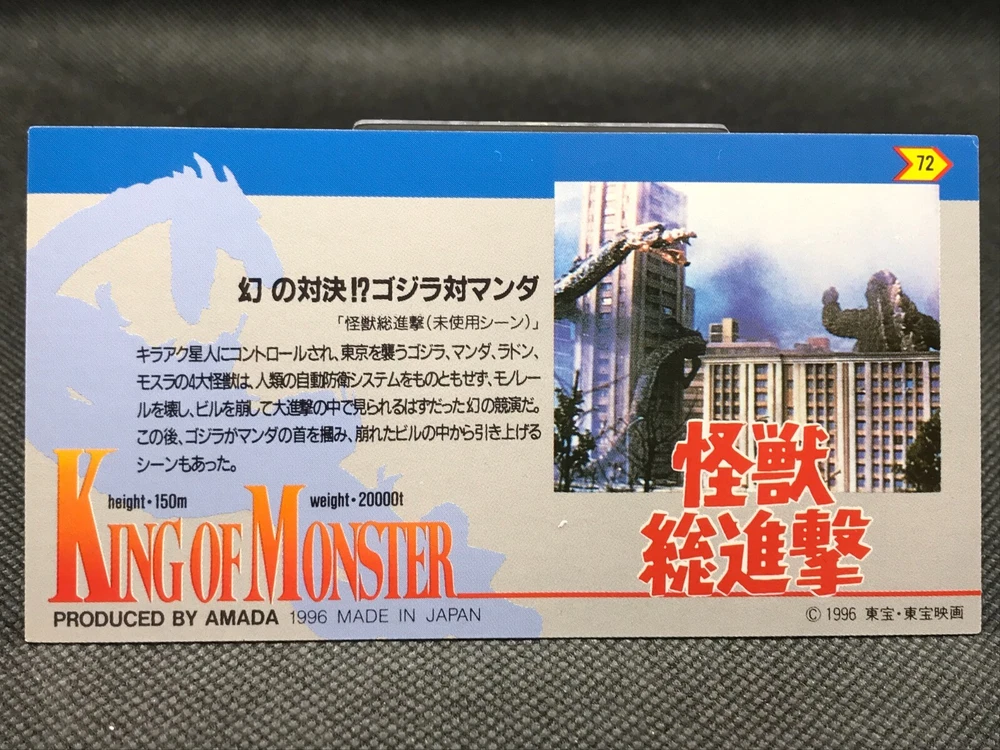 72
幻の対決!?ゴジラ対マンダ
「怪獣総進撃(未使用シーン)」
キラアク星人にコントロールされ、東京を襲うゴジラ、マンダ、ラドン、
モスラの4大怪獣は、人類の自動防衛システムをものともせず、モノレー
ルを壊し、ビルを崩して大進撃の中で見られるはずだった幻の競演だ。
この後、ゴジラがマンダの首を掴み、崩れたビルの中から引き上げる
シーンもあった。
height・150m weight・20000t
KING OF MONSTER
怪獣
総進撃
PRODUCED BY AMADA 1996 MADE IN JAPAN
© 1996 東宝・東宝映画